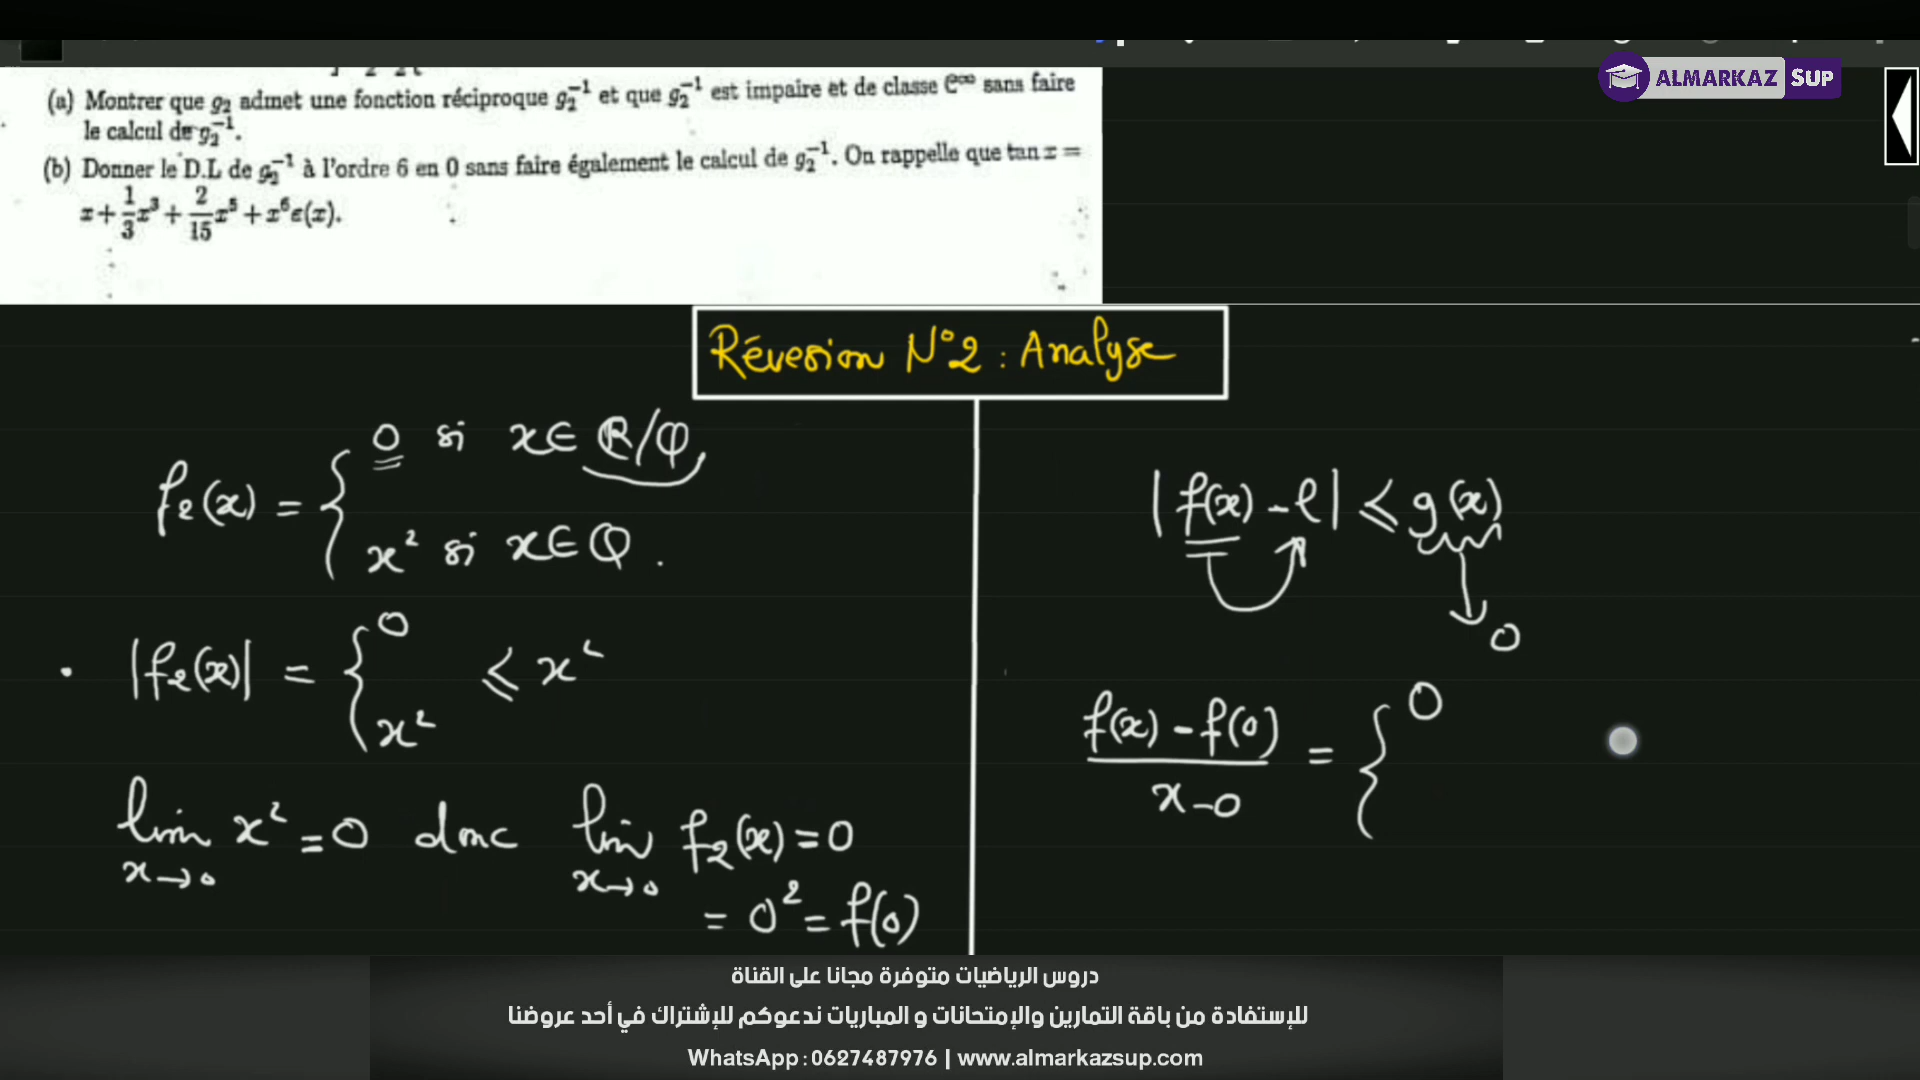 ALMARKAZ SUP
(a) Montrer que g₂ admet une fonction réciproque g₂⁻¹ et que g₂⁻¹ est impaire et de classe C^∞ sans faire
le calcul de g₂⁻¹.
(b) Donner le D.L de g₂⁻¹ à l'ordre 6 en 0 sans faire également le calcul de g₂⁻¹. On rappelle que tan x =
x + 1/3 x³ + 2/15 x⁵ + x⁶ε(x).
Révesion N°2 : Analyse
f₂(x) = { 0 si x ∈ ℝ/ℚ
x² si x ∈ ℚ .
• |f₂(x)| = { 0 ⩽ x²
x²
lim x² = 0 donc lim f₂(x) = 0
x→0 x→0
= 0² = f(0)
|f(x) - l| ⩽ g(x)
0
f(x) - f(0) = { 0
x - 0
دروس الرياضيات متوفرة مجانا على القناة
للإستفادة من باقة التمارين والإمتحانات و المباريات ندعوكم للإشتراك في أحد عروضنا
WhatsApp : 0627487976 | www.almarkazsup.com